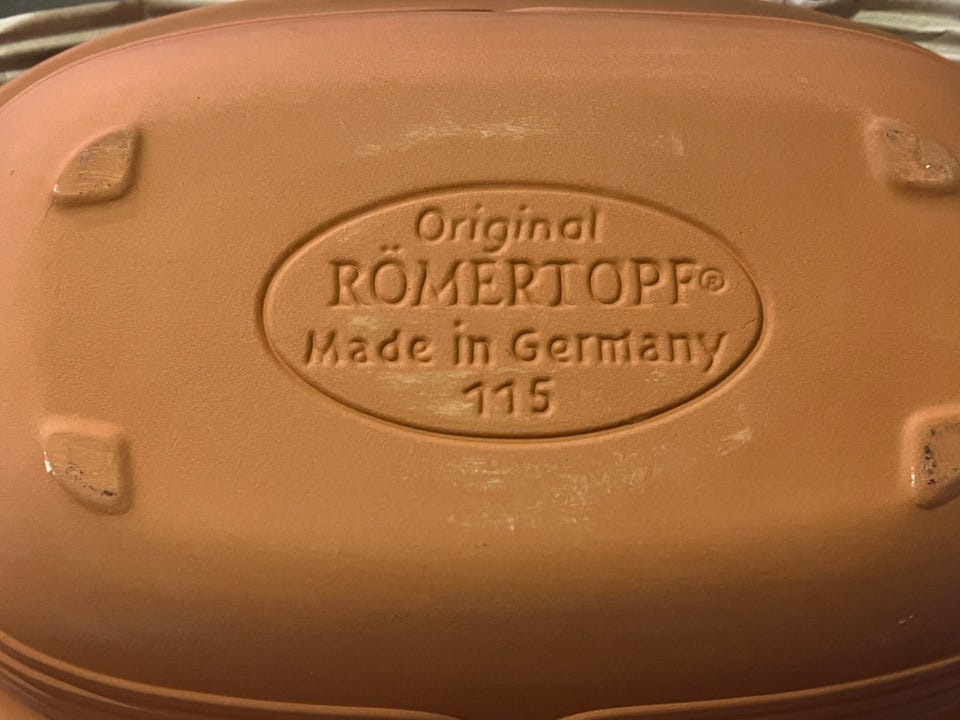 Original
RÖMERTOPF®
Made in Germany
115